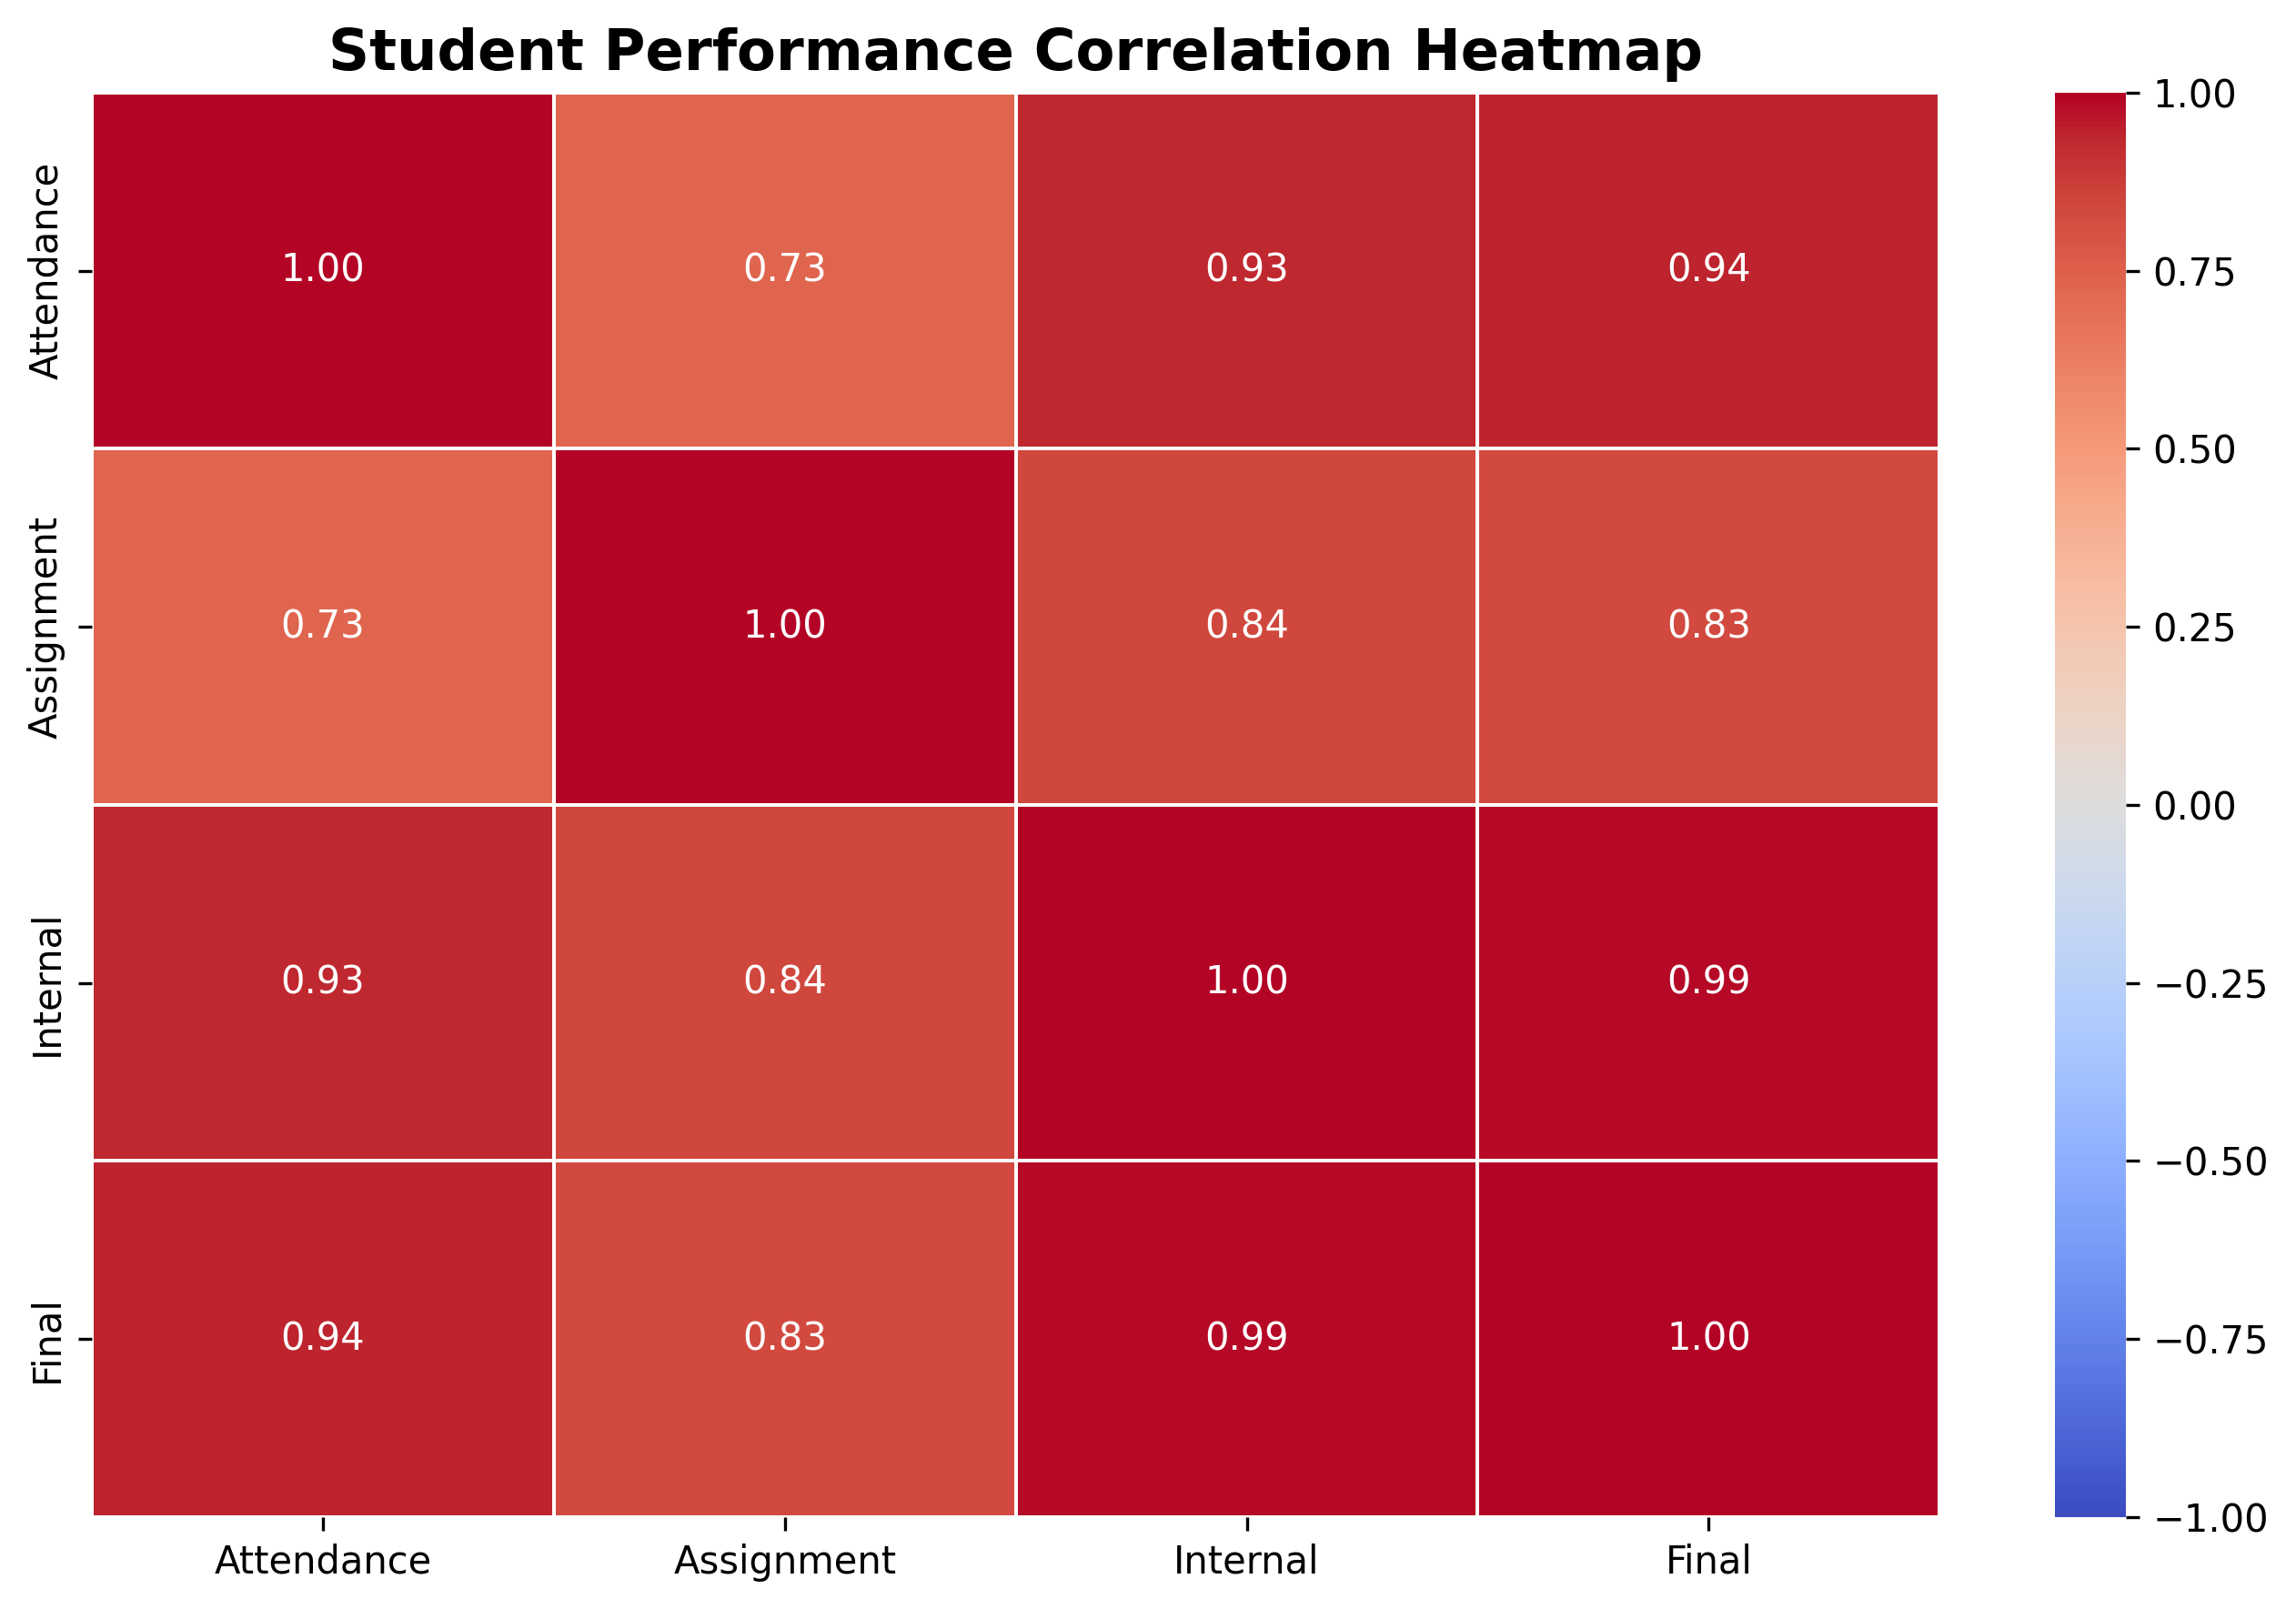 Student Performance Correlation Heatmap
Attendance
1.00 0.73 0.93 0.94
Assignment
0.73 1.00 0.84 0.83
Internal
0.93 0.84 1.00 0.99
Final
0.94 0.83 0.99 1.00
Attendance Assignment Internal Final
1.00
0.75
0.50
0.25
0.00
−0.25
−0.50
−0.75
−1.00